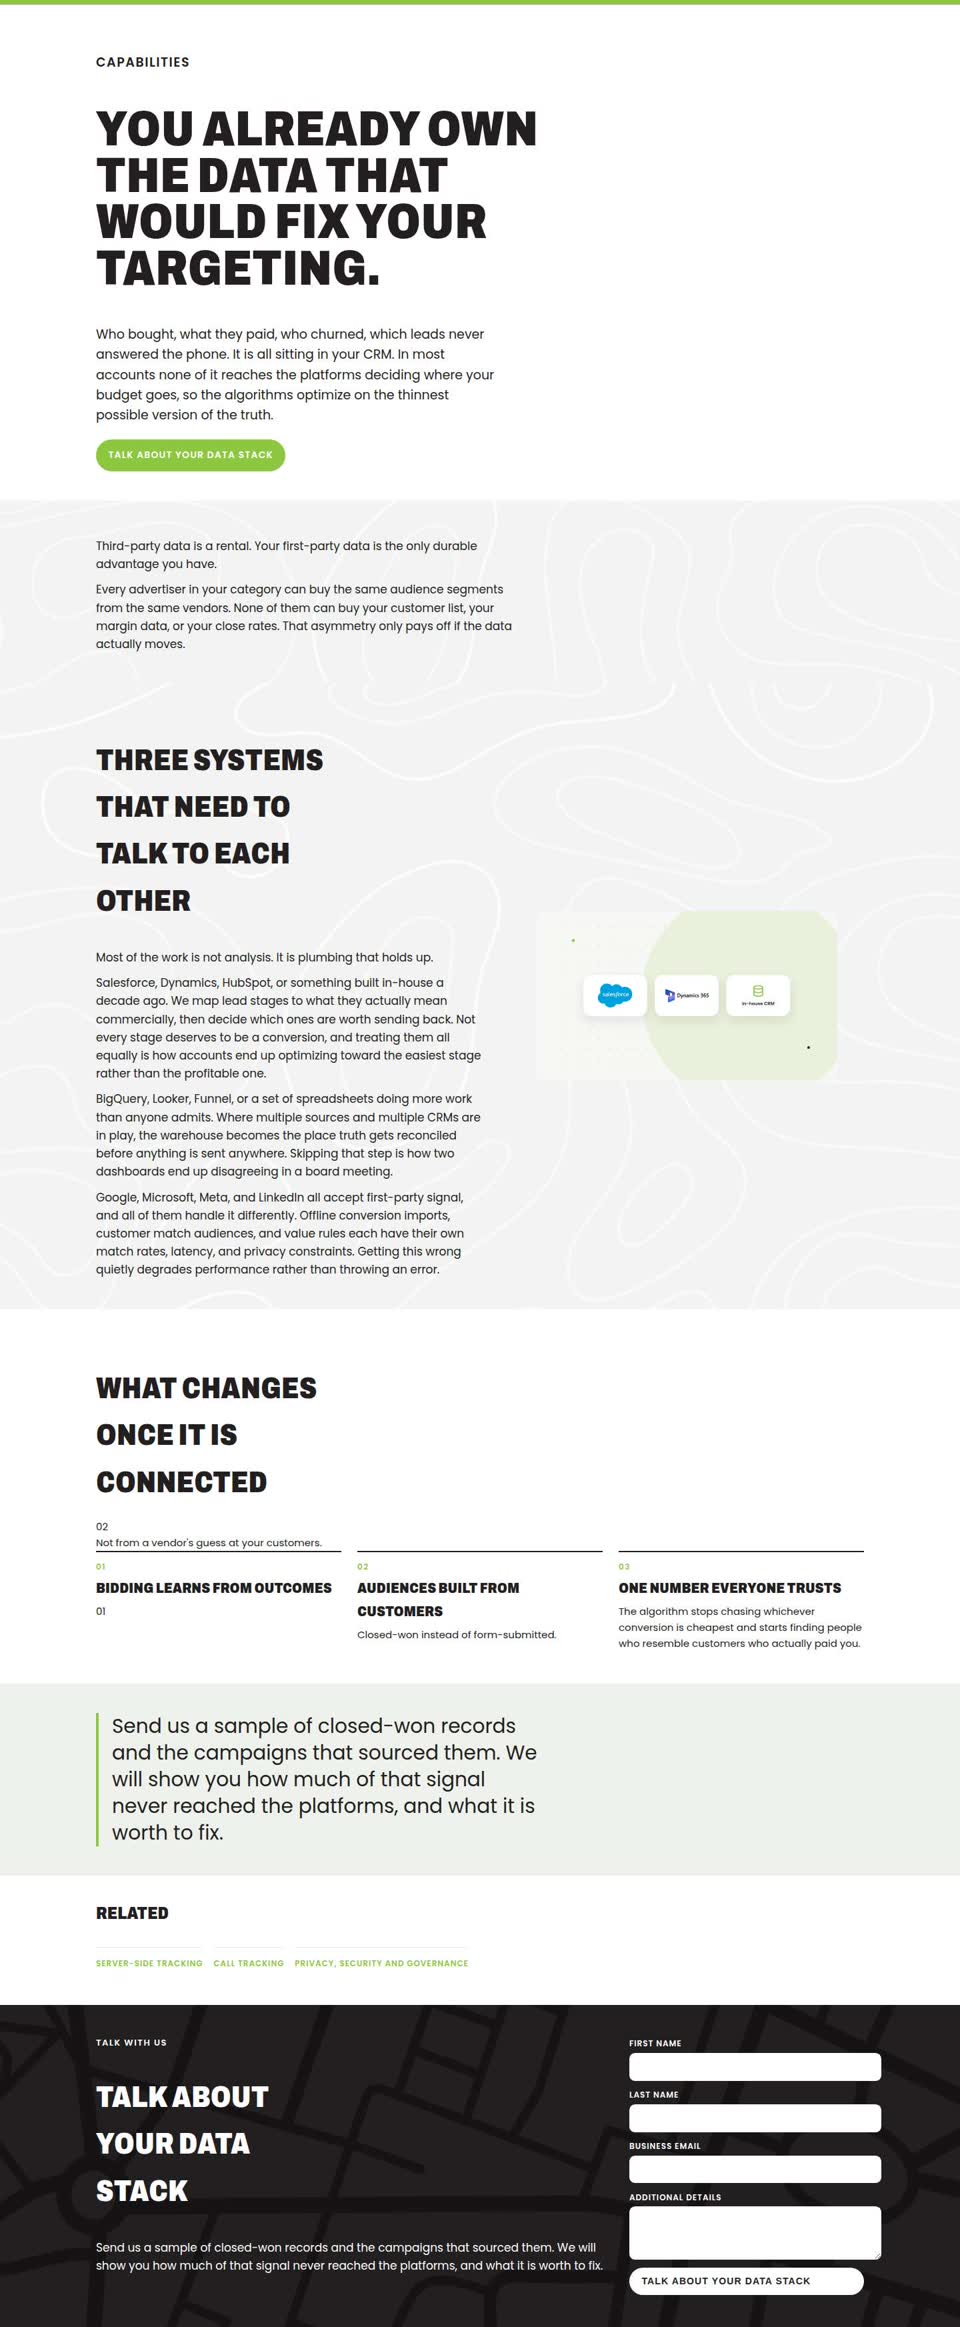 CAPABILITIES
YOU ALREADY OWN
THE DATA THAT
WOULD FIX YOUR
TARGETING.
Who bought, what they paid, who churned, which leads never
answered the phone. It is all sitting in your CRM. In most
accounts none of it reaches the platforms deciding where your
budget goes, so the algorithms optimize on the thinnest
possible version of the truth.
TALK ABOUT YOUR DATA STACK
Third-party data is a rental. Your first-party data is the only durable
advantage you have.
Every advertiser in your category can buy the same audience segments
from the same vendors. None of them can buy your customer list, your
margin data, or your close rates. That asymmetry only pays off if the data
actually moves.
THREE SYSTEMS
THAT NEED TO
TALK TO EACH
OTHER
Most of the work is not analysis. It is plumbing that holds up.
Salesforce, Dynamics, HubSpot, or something built in-house a
decade ago. We map lead stages to what they actually mean
commercially, then decide which ones are worth sending back. Not
every stage deserves to be a conversion, and treating them all
equally is how accounts end up optimizing toward the easiest stage
rather than the profitable one.
BigQuery, Looker, Funnel, or a set of spreadsheets doing more work
than anyone admits. Where multiple sources and multiple CRMs are
in play, the warehouse becomes the place truth gets reconciled
before anything is sent anywhere. Skipping that step is how two
dashboards end up disagreeing in a board meeting.
Google, Microsoft, Meta, and LinkedIn all accept first-party signal,
and all of them handle it differently. Offline conversion imports,
customer match audiences, and value rules each have their own
match rates, latency, and privacy constraints. Getting this wrong
quietly degrades performance rather than throwing an error.
salesforce
Dynamics 365
In-house CRM
WHAT CHANGES
ONCE IT IS
CONNECTED
02
Not from a vendor's guess at your customers.
01
BIDDING LEARNS FROM OUTCOMES
01
02
AUDIENCES BUILT FROM
CUSTOMERS
Closed-won instead of form-submitted.
03
ONE NUMBER EVERYONE TRUSTS
The algorithm stops chasing whichever
conversion is cheapest and starts finding people
who resemble customers who actually paid you.
Send us a sample of closed-won records
and the campaigns that sourced them. We
will show you how much of that signal
never reached the platforms, and what it is
worth to fix.
RELATED
SERVER-SIDE TRACKING CALL TRACKING PRIVACY, SECURITY AND GOVERNANCE
TALK WITH US
TALK ABOUT
YOUR DATA
STACK
Send us a sample of closed-won records and the campaigns that sourced them. We will
show you how much of that signal never reached the platforms, and what it is worth to fix.
FIRST NAME
LAST NAME
BUSINESS EMAIL
ADDITIONAL DETAILS
TALK ABOUT YOUR DATA STACK